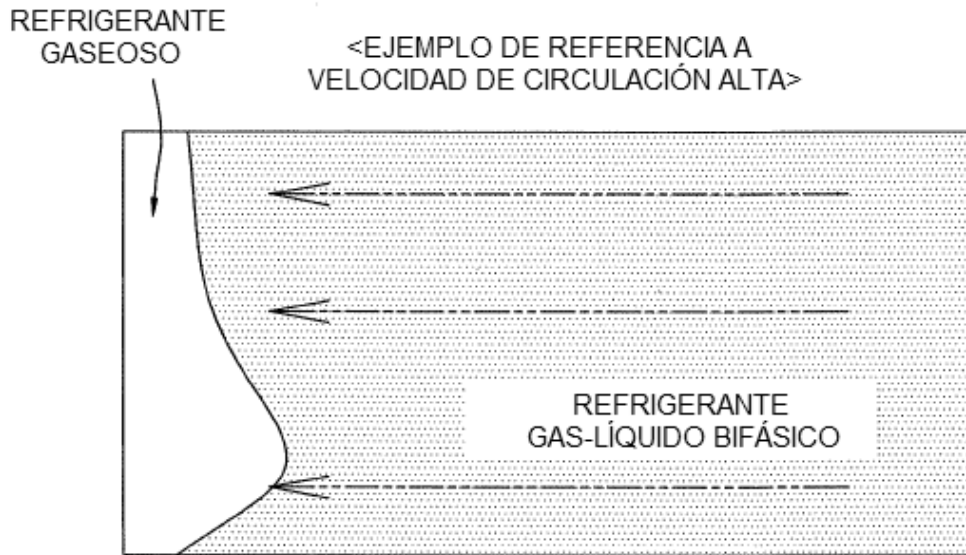 REFRIGERANTE
GASEOSO
<EJEMPLO DE REFERENCIA A
VELOCIDAD DE CIRCULACIÓN ALTA>
REFRIGERANTE
GAS-LÍQUIDO BIFÁSICO